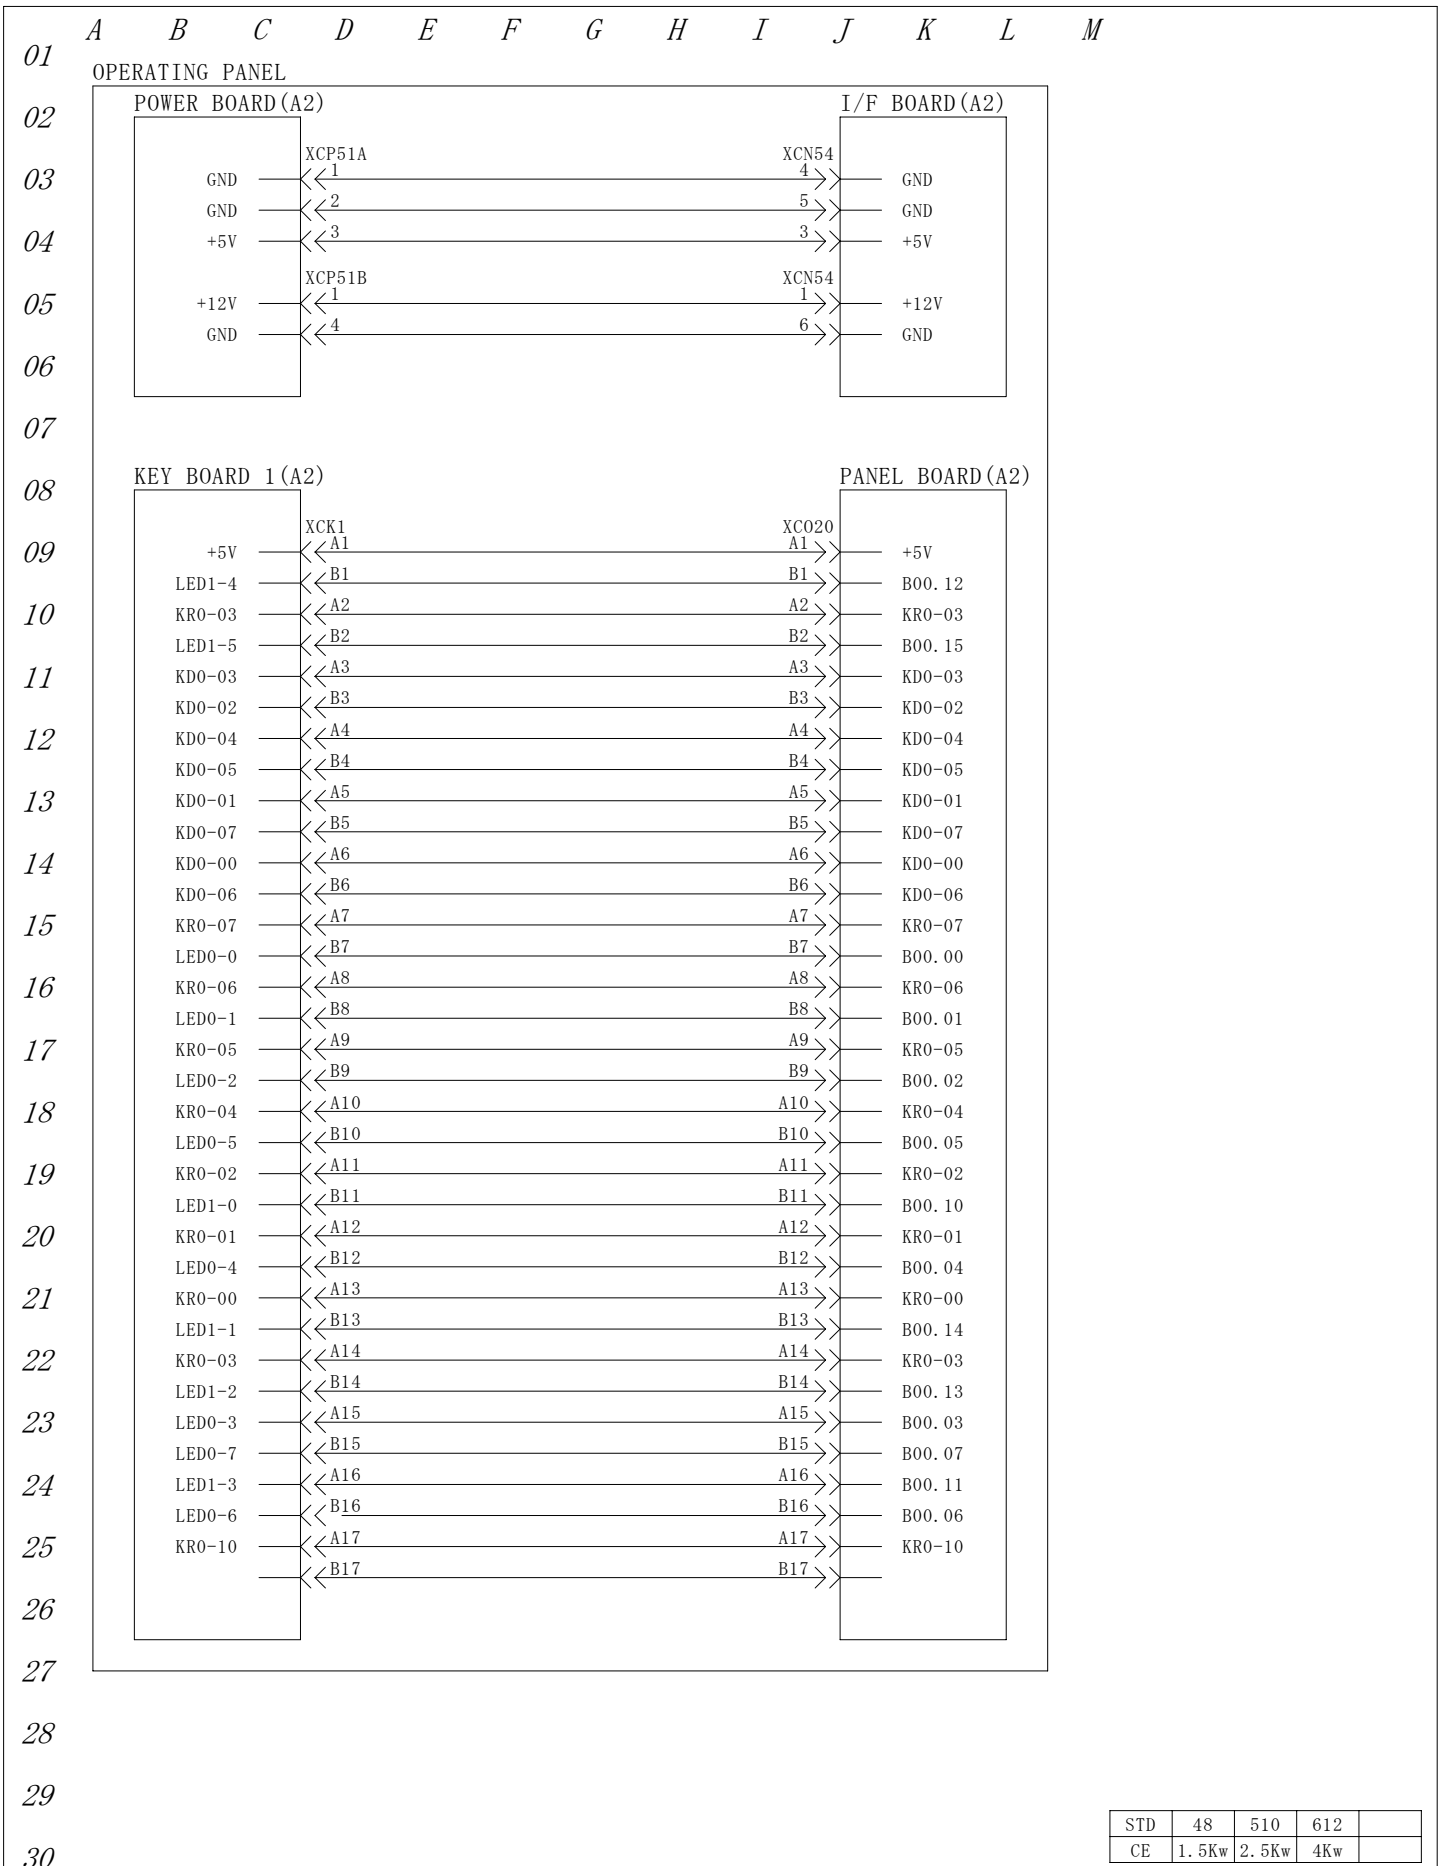 A B C D E F G H I J K L M
01
OPERATING PANEL
POWER BOARD(A2) I/F BOARD(A2)
02
XCP51A XCN54
03 GND 1 4 GND
GND 2 5 GND
04 +5V 3 3 +5V
XCP51B XCN54
05 +12V 1 1 +12V
GND 4 6 GND
06
07
KEY BOARD 1(A2) PANEL BOARD(A2)
08
XCK1 XCO20
09 +5V A1 A1 +5V
LED1-4 B1 B1 B00.12
10 KR0-03 A2 A2 KR0-03
LED1-5 B2 B2 B00.15
11 KD0-03 A3 A3 KD0-03
KD0-02 B3 B3 KD0-02
12 KD0-04 A4 A4 KD0-04
KD0-05 B4 B4 KD0-05
13 KD0-01 A5 A5 KD0-01
KD0-07 B5 B5 KD0-07
14 KD0-00 A6 A6 KD0-00
KD0-06 B6 B6 KD0-06
15 KR0-07 A7 A7 KR0-07
LED0-0 B7 B7 B00.00
16 KR0-06 A8 A8 KR0-06
LED0-1 B8 B8 B00.01
17 KR0-05 A9 A9 KR0-05
LED0-2 B9 B9 B00.02
18 KR0-04 A10 A10 KR0-04
LED0-5 B10 B10 B00.05
19 KR0-02 A11 A11 KR0-02
LED1-0 B11 B11 B00.10
20 KR0-01 A12 A12 KR0-01
LED0-4 B12 B12 B00.04
21 KR0-00 A13 A13 KR0-00
LED1-1 B13 B13 B00.14
22 KR0-03 A14 A14 KR0-03
LED1-2 B14 B14 B00.13
23 LED0-3 A15 A15 B00.03
LED0-7 B15 B15 B00.07
24 LED1-3 A16 A16 B00.11
LED0-6 B16 B16 B00.06
25 KR0-10 A17 A17 KR0-10
B17 B17
26
27
28
29
STD 48 510 612
30 CE 1.5Kw 2.5Kw 4Kw